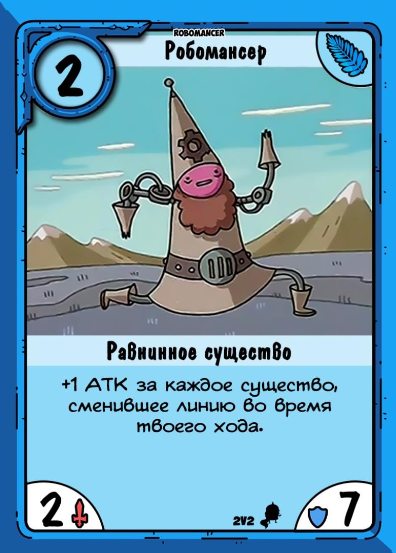 ROBOMANCER
Робомансер
2
Равнинное существо
+1 АТК за каждое существо,
сменившее линию во время
твоего хода.
2
2V2
7